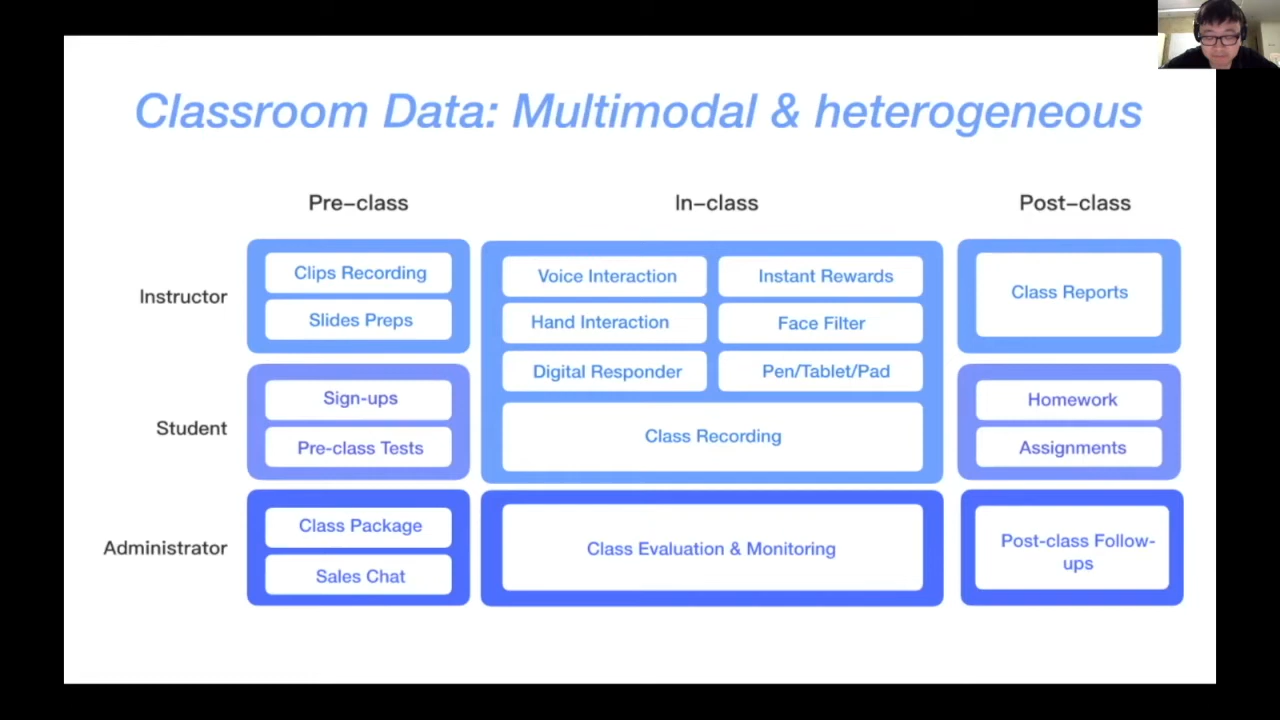 Classroom Data: Multimodal & heterogeneous
Pre-class
In-class
Post-class
Instructor
Clips Recording
Slides Preps
Voice Interaction
Instant Rewards
Hand Interaction
Face Filter
Digital Responder
Pen/Tablet/Pad
Class Recording
Class Reports
Student
Sign-ups
Pre-class Tests
Homework
Assignments
Administrator
Class Package
Sales Chat
Class Evaluation & Monitoring
Post-class Follow-
ups